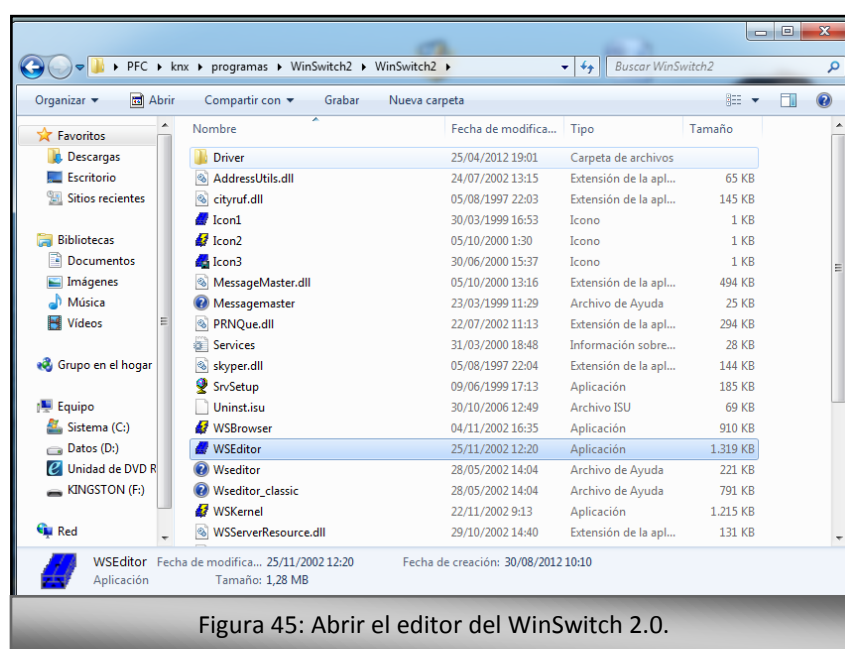 PFC ▸ knx ▸ programas ▸ WinSwitch2 ▸ WinSwitch2 ▸ Buscar WinSwitch2
Organizar Abrir Compartir con Grabar Nueva carpeta
Favoritos
Descargas
Escritorio
Sitios recientes
Bibliotecas
Documentos
Imágenes
Música
Vídeos
Grupo en el hogar
Equipo
Sistema (C:)
Datos (D:)
Unidad de DVD R
KINGSTON (F:)
Red
Nombre Fecha de modifica... Tipo Tamaño
Driver 25/04/2012 19:01 Carpeta de archivos
AddressUtils.dll 24/07/2002 13:15 Extensión de la apl... 65 KB
cityruf.dll 05/08/1997 22:03 Extensión de la apl... 145 KB
Icon1 30/03/1999 16:53 Icono 1 KB
Icon2 05/10/2000 1:30 Icono 1 KB
Icon3 30/06/2000 15:37 Icono 1 KB
MessageMaster.dll 05/10/2000 13:16 Extensión de la apl... 494 KB
Messagemaster 23/03/1999 11:29 Archivo de Ayuda 25 KB
PRNQue.dll 22/07/2002 11:13 Extensión de la apl... 294 KB
Services 31/03/2000 18:48 Información sobre... 28 KB
skyper.dll 05/08/1997 22:04 Extensión de la apl... 144 KB
SrvSetup 09/06/1999 17:13 Aplicación 185 KB
Uninst.isu 30/10/2006 12:49 Archivo ISU 69 KB
WSBrowser 04/11/2002 16:35 Aplicación 910 KB
WSEditor 25/11/2002 12:20 Aplicación 1.319 KB
Wseditor 28/05/2002 14:04 Archivo de Ayuda 221 KB
Wseditor_classic 28/05/2002 14:04 Archivo de Ayuda 791 KB
WSKernel 22/11/2002 9:13 Aplicación 1.215 KB
WSServerResource.dll 29/10/2002 14:40 Extensión de la apl... 131 KB
WSEditor Fecha de modifica... 25/11/2002 12:20 Fecha de creación: 30/08/2012 10:10
Aplicación Tamaño: 1,28 MB
Figura 45: Abrir el editor del WinSwitch 2.0.